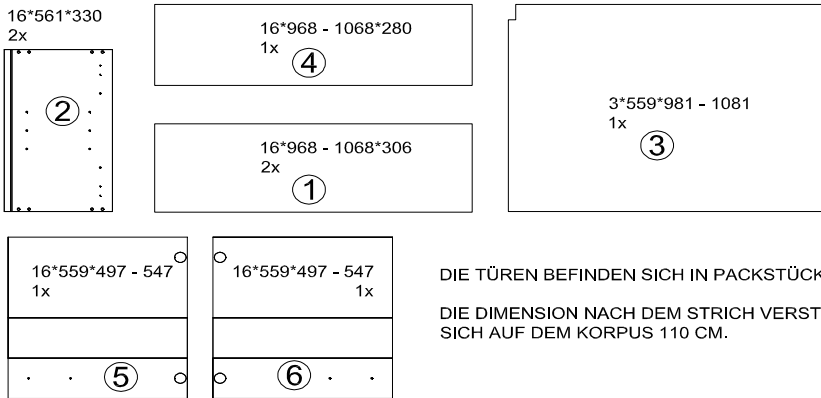 16*561*330
2x
2
16*968 - 1068*280
1x
4
16*968 - 1068*306
2x
1
3*559*981 - 1081
1x
3
16*559*497 - 547
1x
5
16*559*497 - 547
1x
6
DIE TÜREN BEFINDEN SICH IN PACKSTÜCK
DIE DIMENSION NACH DEM STRICH VERST
SICH AUF DEM KORPUS 110 CM.